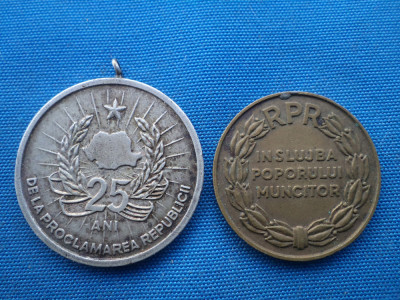 25
ANI
DE LA PROCLAMAREA REPUBLICII
RPR
IN SLUJBA
POPORULUI
MUNCITOR